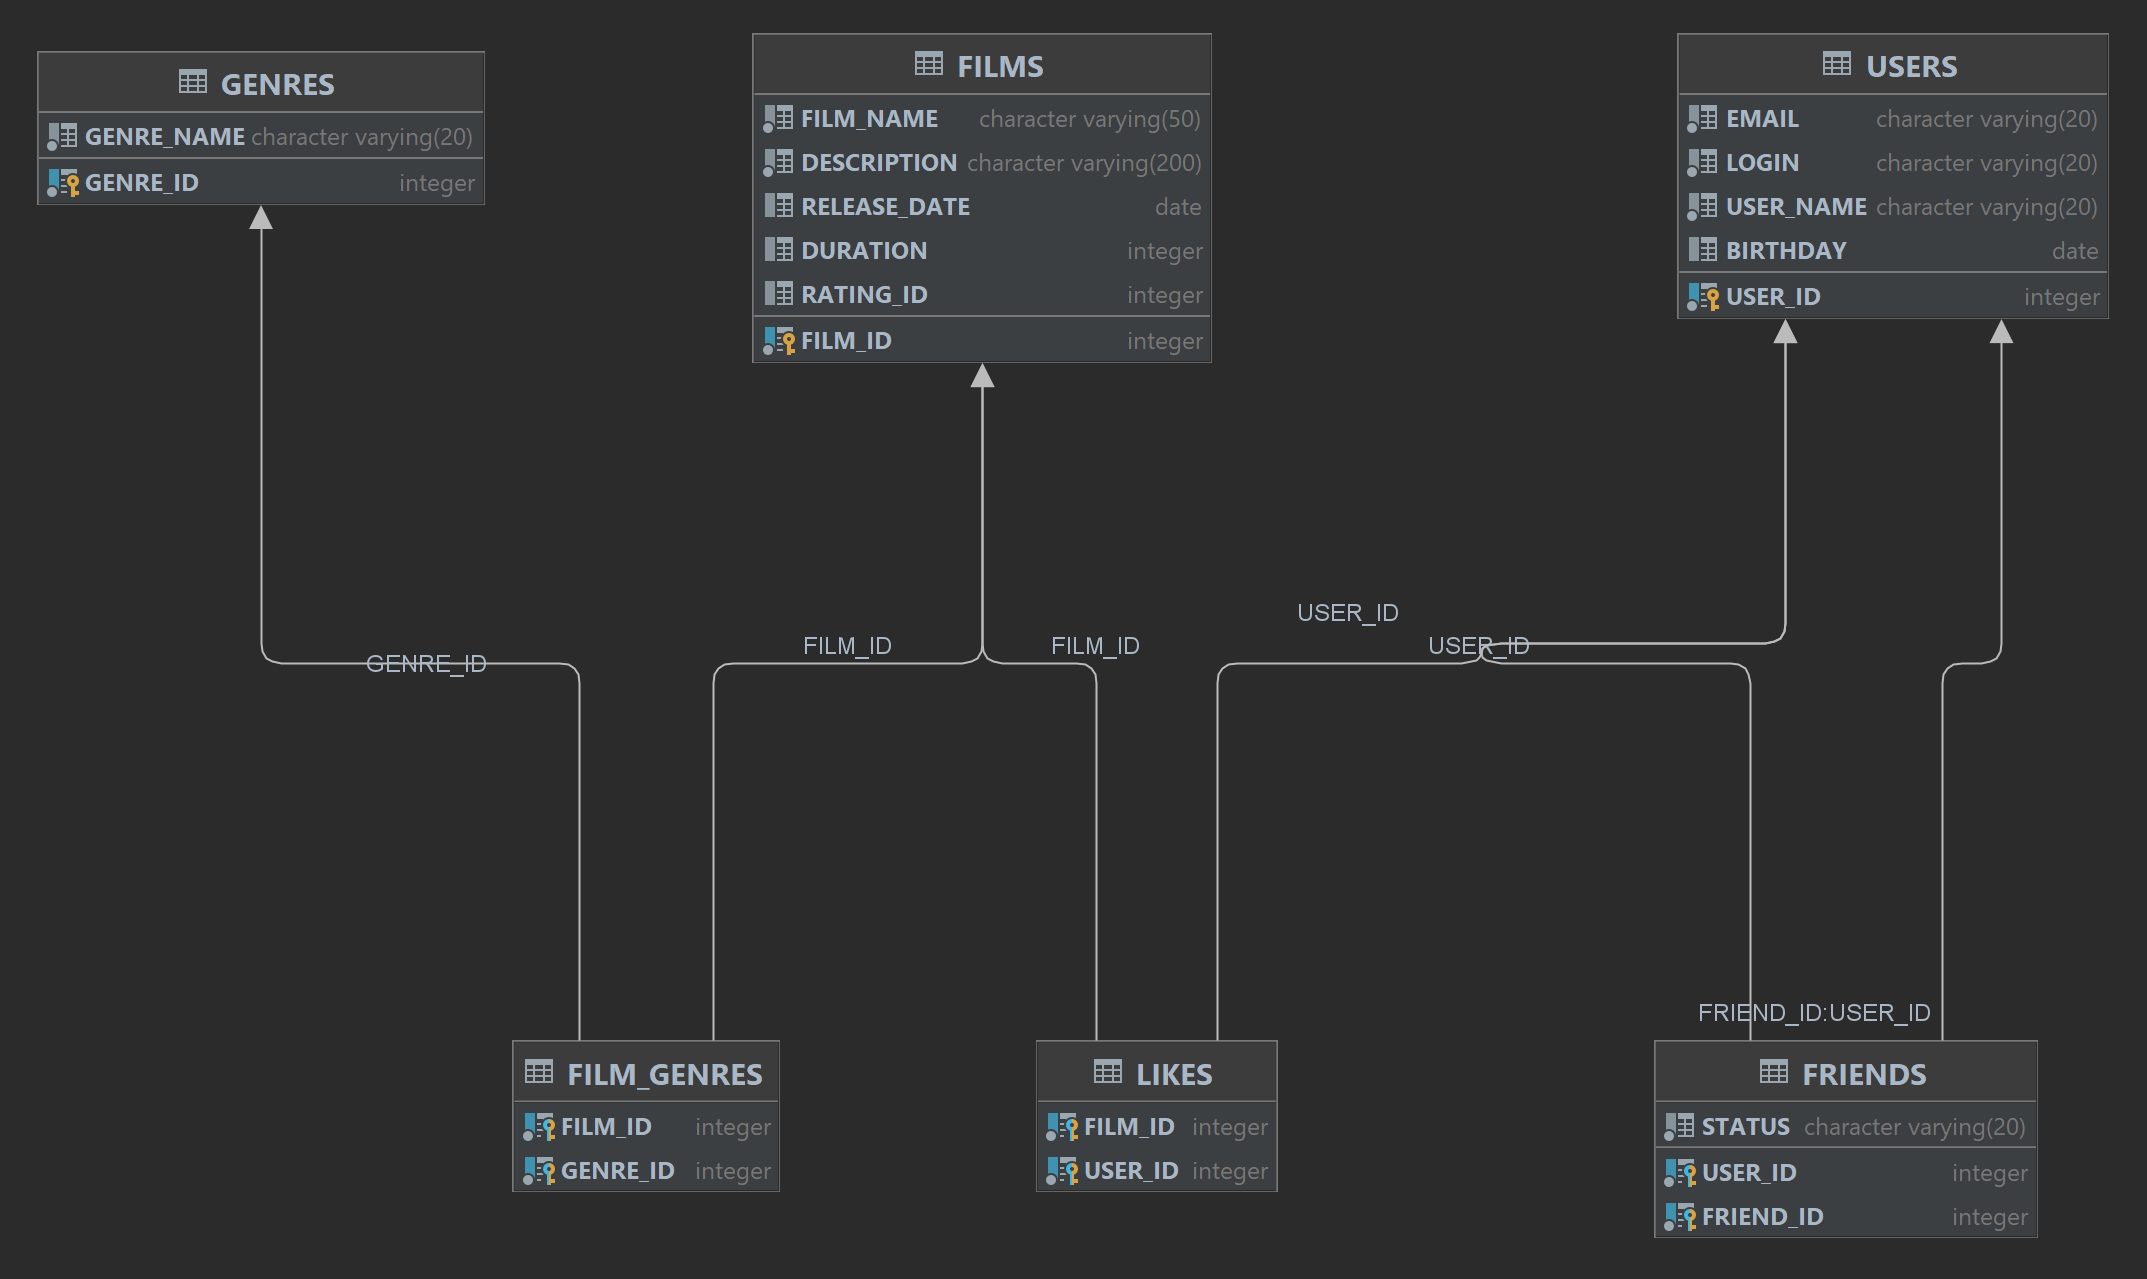 GENRES
GENRE_NAME character varying(20)
GENRE_ID integer
FILMS
FILM_NAME character varying(50)
DESCRIPTION character varying(200)
RELEASE_DATE date
DURATION integer
RATING_ID integer
FILM_ID integer
USERS
EMAIL character varying(20)
LOGIN character varying(20)
USER_NAME character varying(20)
BIRTHDAY date
USER_ID integer
GENRE_ID
FILM_ID
FILM_ID
USER_ID
USER_ID
FRIEND_ID:USER_ID
FILM_GENRES
FILM_ID integer
GENRE_ID integer
LIKES
FILM_ID integer
USER_ID integer
FRIENDS
STATUS character varying(20)
USER_ID integer
FRIEND_ID integer